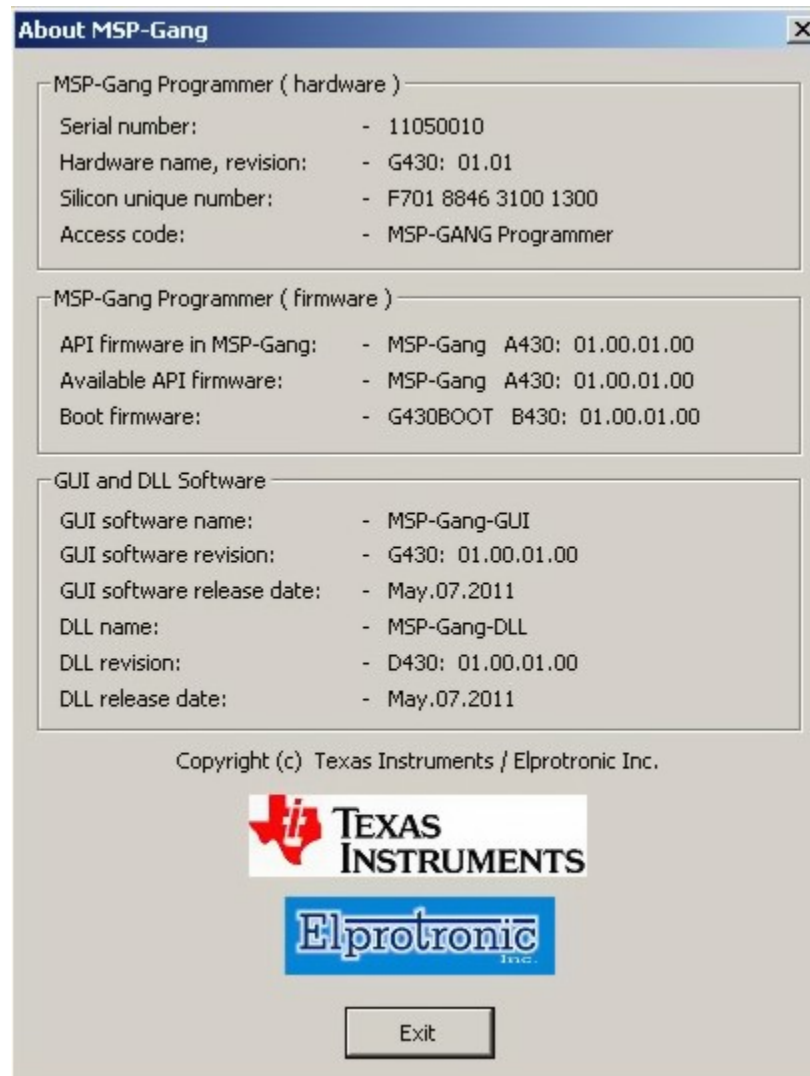 About MSP-Gang
MSP-Gang Programmer ( hardware )
Serial number: - 11050010
Hardware name, revision: - G430: 01.01
Silicon unique number: - F701 8846 3100 1300
Access code: - MSP-GANG Programmer
MSP-Gang Programmer ( firmware )
API firmware in MSP-Gang: - MSP-Gang A430: 01.00.01.00
Available API firmware: - MSP-Gang A430: 01.00.01.00
Boot firmware: - G430BOOT B430: 01.00.01.00
GUI and DLL Software
GUI software name: - MSP-Gang-GUI
GUI software revision: - G430: 01.00.01.00
GUI software release date: - May.07.2011
DLL name: - MSP-Gang-DLL
DLL revision: - D430: 01.00.01.00
DLL release date: - May.07.2011
Copyright (c) Texas Instruments / Elprotronic Inc.
TEXAS
INSTRUMENTS
Elprotronic
Inc.
Exit